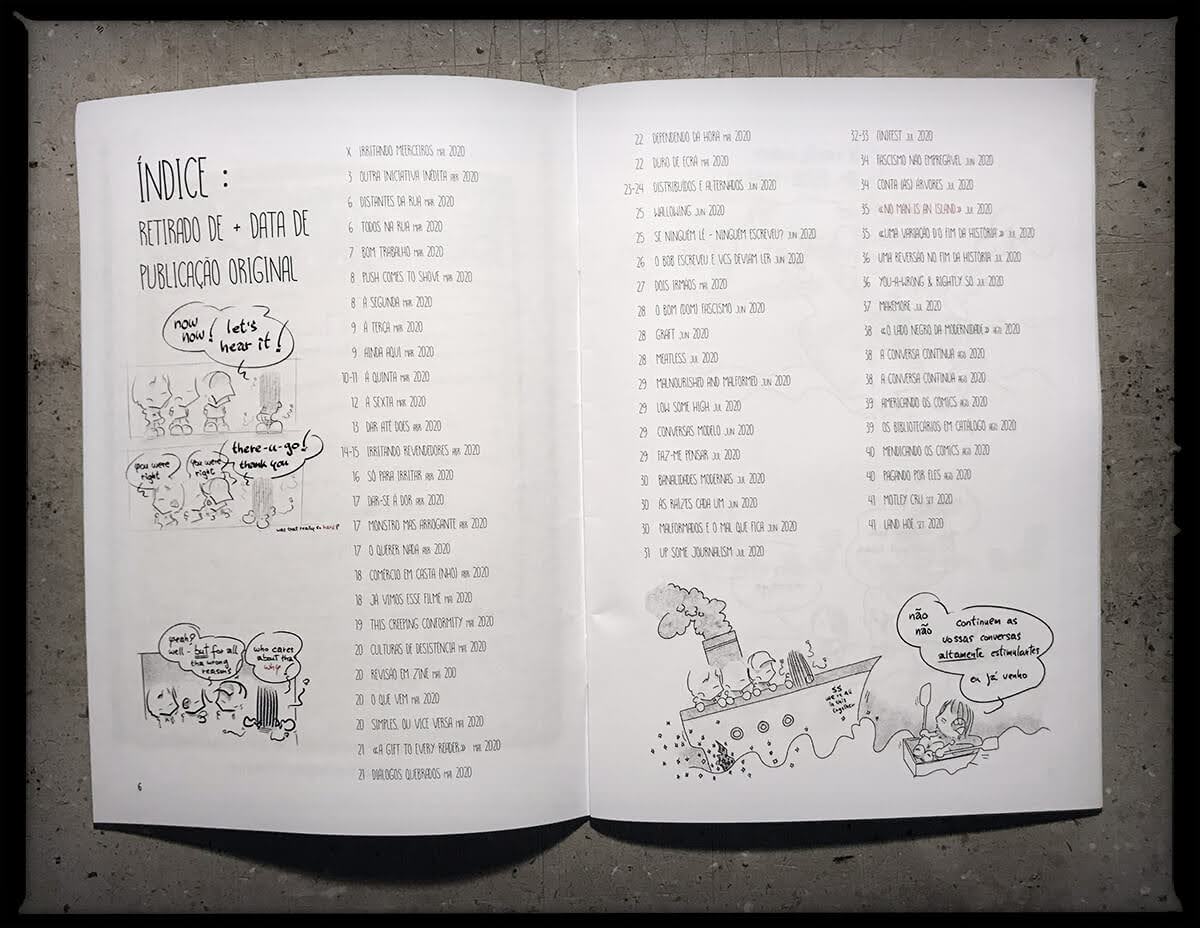 ÍNDICE :
RETIRADO DE + DATA DE
PUBLICAÇÃO ORIGINAL
now now! let's hear it!
you were right
you were right
there-u-go! thank you
was that really so hard?
yeah? well - but for all the wrong reasons
who cares about the why!
6
X IRRITANDO MEERCEIROS MAI 2020
3 OUTRA INICIATIVA INÉDITA ABR 2020
6 DISTANTES DA RUA MAR 2020
6 TODOS NA RUA MAR 2020
7 BOM TRABALHO MAR 2020
8 PUSH COMES TO SHOVE MAR 2020
8 À SEGUNDA MAR 2020
9 À TERÇA MAR 2020
9 AINDA AQUI MAR 2020
10-11 À QUINTA MAR 2020
12 À SEXTA MAR 2020
13 DAR ATÉ DOER ABR 2020
14-15 IRRITANDO REVENDEDORES ABR 2020
16 SÓ PARA IRRITAR ABR 2020
17 DAR-SE À DOR ABR 2020
17 MONSTRO MAS ARROGANTE ABR 2020
17 O QUERER NADA ABR 2020
18 COMÉRCIO EM CASTA (NHO) ABR 2020
18 JÁ VIMOS ESSE FILME MAI 2020
19 THIS CREEPING CONFORMITY MAI 2020
20 CULTURAS DE DESISTÊNCIA MAI 2020
20 REVISÃO EM ZINE MAI 200
20 O QUE VEM MAI 2020
20 SIMPLES, OU VICE VERSA MAI 2020
21 «A GIFT TO EVERY READER» MAI 2020
21 DIÁLOGOS QUEBRADOS MAI 2020
22 DEPENDENDO DA HORA MAI 2020
22 DURO DE ECRÃ MAI 2020
23-24 DISTRIBUÍDOS E ALTERNADOS JUN 2020
25 WALLOWING JUN 2020
25 SE NINGUÉM LÊ - NINGUÉM ESCREVEU? JUN 2020
26 O BOB ESCREVEU E VCS DEVIAM LER JUN 2020
27 DOIS IRMÃOS MAI 2020
28 O BOM (DOM) FASCISMO JUN 2020
28 GRAFT JUN 2020
28 MEATLESS JUL 2020
29 MALNOURISHED AND MALFORMED JUN 2020
29 LOW SOME HIGH JUL 2020
29 CONVERSAS MODELO JUN 2020
29 FAZ-ME PENSAR JUL 2020
30 BANALIDADES MODERNAS JUL 2020
30 ÀS RAÍZES CADA UM JUN 2020
30 MALFORMADOS E O MAL QUE FICA JUN 2020
31 UP SOME JOURNALISM JUL 2020
32-33 (IN)FEST JUL 2020
34 FASCISMO NÃO EMPREGÁVEL JUN 2020
34 CONTA (AS) ÁRVORES JUL 2020
35 «NO MAN IS AN ISLAND» JUL 2020
35 «UMA VARIAÇÃO D'O FIM DA HISTÓRIA» JUL 2020
36 UMA REVERSÃO NO FIM DA HISTÓRIA JUL 2020
36 YOU-A-WRONG & RIGHTLY SO JUL 2020
37 MAKEMORE JUL 2020
38 «O LADO NEGRO DA MODERNIDADE» AGO 2020
38 A CONVERSA CONTINUA AGO 2020
38 A CONVERSA CONTINUA AGO 2020
39 AMERICANDO OS COMICS AGO 2020
39 OS BIBLIOTECÁRIOS EM CATÁLOGO AGO 2020
40 MENDICANDO OS COMICS AGO 2020
40 PAGANDO POR ELES AGO 2020
41 MOTLEY CRU SET 2020
41 LAND HOE SET 2020
SS
we're all
in this
together
não
não
continuem as
vossas conversas
altamente estimulantes
eu já venho